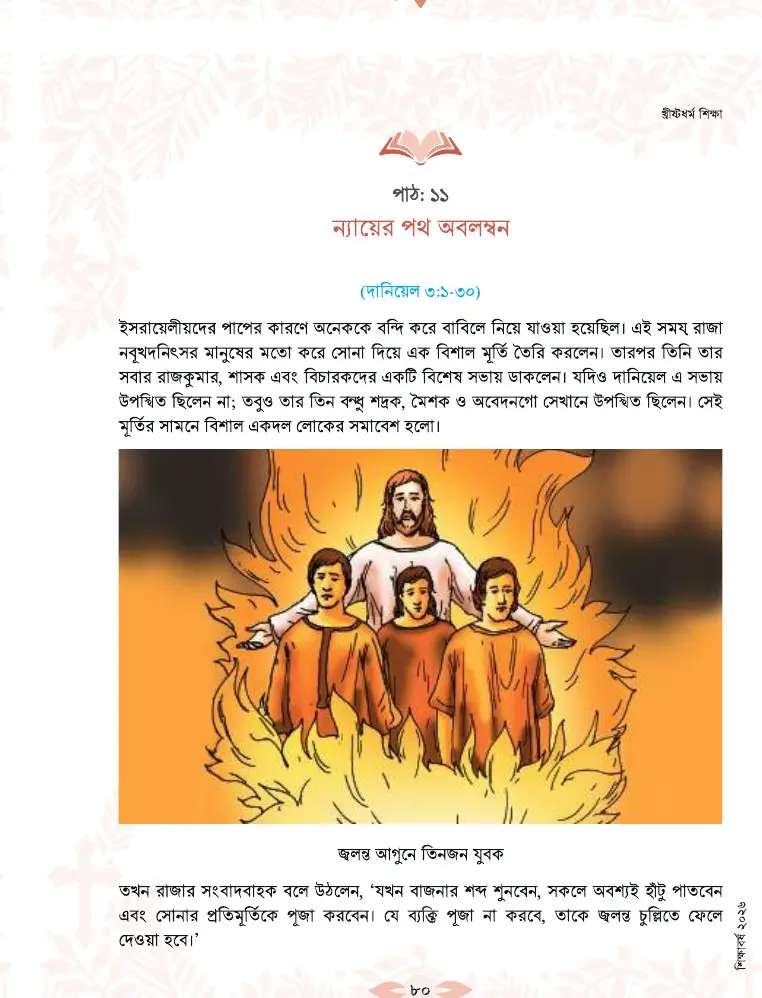 খ্রীষ্টধর্ম শিক্ষা
পাঠ: ১১
ন্যায়ের পথ অবলম্বন
(দানিয়েল ৩:১-৩০)
ইসরায়েলীয়দের পাপের কারণে অনেককে বন্দি করে বাবিলে নিয়ে যাওয়া হয়েছিল। এই সময় রাজা
নবূখদনিৎসর মানুষের মতো করে সোনা দিয়ে এক বিশাল মূর্তি তৈরি করলেন। তারপর তিনি তার
সবার রাজকুমার, শাসক এবং বিচারকদের একটি বিশেষ সভায় ডাকলেন। যদিও দানিয়েল এ সভায়
উপস্থিত ছিলেন না; তবুও তার তিন বন্ধু শদ্রক, মৈশক ও অবেদনগো সেখানে উপস্থিত ছিলেন। সেই
মূর্তির সামনে বিশাল একদল লোকের সমাবেশ হলো।
জ্বলন্ত আগুনে তিনজন যুবক
তখন রাজার সংবাদবাহক বলে উঠলেন, ‘যখন বাজনার শব্দ শুনবেন, সকলে অবশ্যই হাঁটু পাতবেন
এবং সোনার প্রতিমূর্তিকে পূজা করবেন। যে ব্যক্তি পূজা না করবে, তাকে জ্বলন্ত চুল্লিতে ফেলে
দেওয়া হবে।’
শিক্ষাবর্ষ ২০২৬
৮০